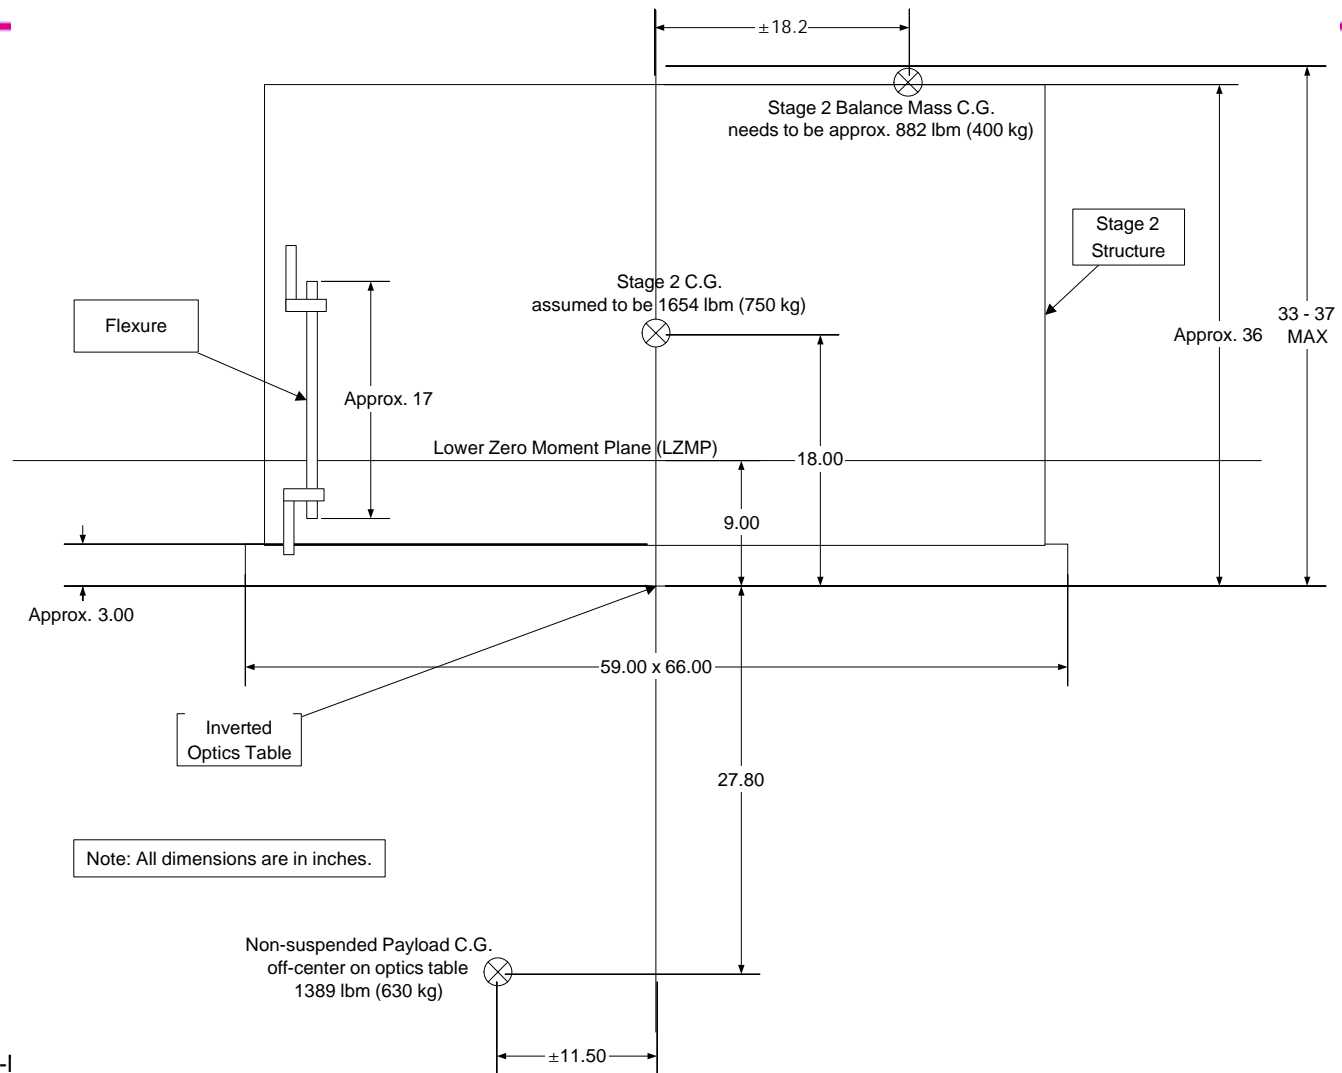 ±18.2
Stage 2 Balance Mass C.G.
needs to be approx. 882 lbm (400 kg)
Stage 2
Structure
Stage 2 C.G.
assumed to be 1654 lbm (750 kg)
Flexure
33 - 37
MAX
Approx. 36
Approx. 17
Lower Zero Moment Plane (LZMP)
18.00
9.00
Approx. 3.00
59.00 x 66.00
Inverted
Optics Table
27.80
Note: All dimensions are in inches.
Non-suspended Payload C.G.
off-center on optics table
1389 lbm (630 kg)
±11.50